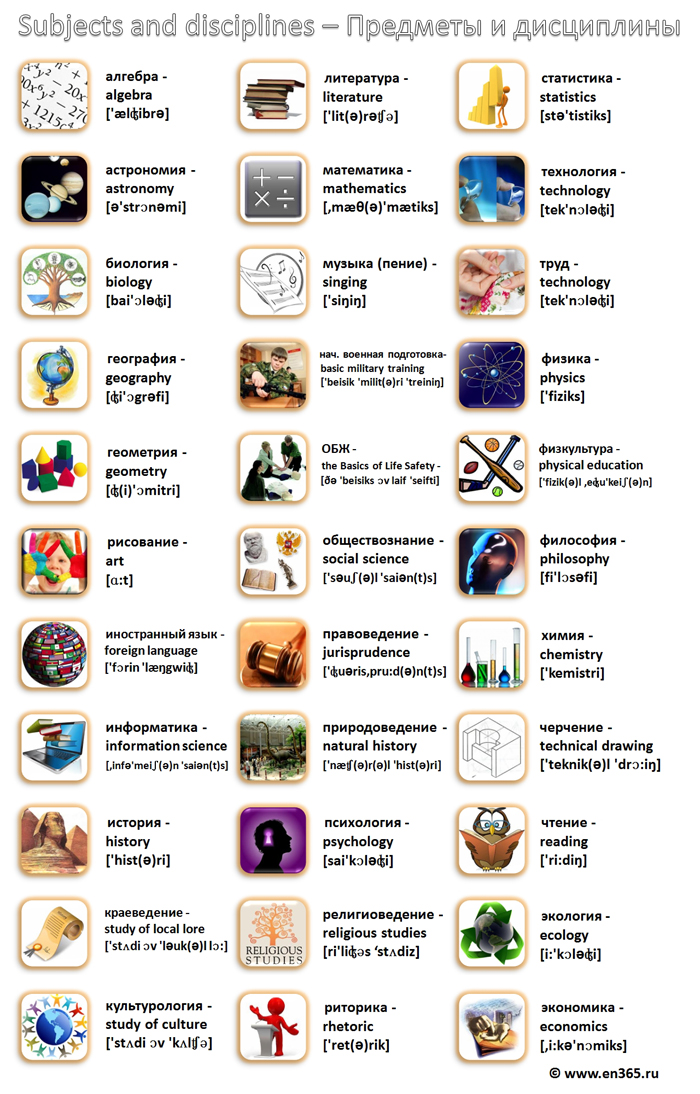 Subjects and disciplines – Предметы и дисциплины
алгебра -
algebra
['ælʤibrə]
астрономия -
astronomy
[ə'strɔnəmi]
биология -
biology
[bai'ɔləʤi]
география -
geography
[ʤi'ɔgrəfi]
геометрия -
geometry
[ʤ(i)'ɔmitri]
рисование -
art
[ɑ:t]
иностранный язык -
foreign language
['fɔrin 'læŋgwiʤ]
информатика -
information science
[,infə'meiʃ(ə)n 'saiən(t)s]
история -
history
['hist(ə)ri]
краеведение -
study of local lore
['stʌdi ɔv 'ləuk(ə)l lɔ:]
культурология -
study of culture
['stʌdi ɔv 'kʌlʧə]
литература -
literature
['lit(ə)rəʧə]
математика -
mathematics
[,mæθ(ə)'mætiks]
музыка (пение) -
singing
['siŋiŋ]
нач. военная подготовка-
basic military training
['beisik 'milit(ə)ri 'treiniŋ]
ОБЖ -
the Basics of Life Safety -
[ðə 'beisiks ɔv laif 'seifti]
обществознание -
social science
['səu,ʃ(ə)l 'saiən(t)s]
правоведение -
jurisprudence
['ʤuəris,pru:d(ə)n(t)s]
природоведение -
natural history
['næʧ(ə)r(ə)l 'hist(ə)ri]
психология -
psychology
[sai'kɔləʤi]
RELIGIOUS
STUDIES
религиоведение -
religious studies
[ri'liʤəs ‘stʌdiz]
риторика -
rhetoric
['ret(ə)rik]
статистика -
statistics
[stə'tistiks]
технология -
technology
[tek'nɔləʤi]
труд -
technology
[tek'nɔləʤi]
физика -
physics
['fiziks]
физкультура -
physical education
['fizik(ə)l ,eʤu'keiʃ(ə)n]
философия -
philosophy
[fi'lɔsəfi]
химия -
chemistry
['kemistri]
черчение -
technical drawing
['teknik(ə)l 'drɔ:iŋ]
чтение -
reading
['ri:diŋ]
экология -
ecology
[i:'kɔləʤi]
экономика -
economics
[,i:kə'nɔmiks]
© www.en365.ru